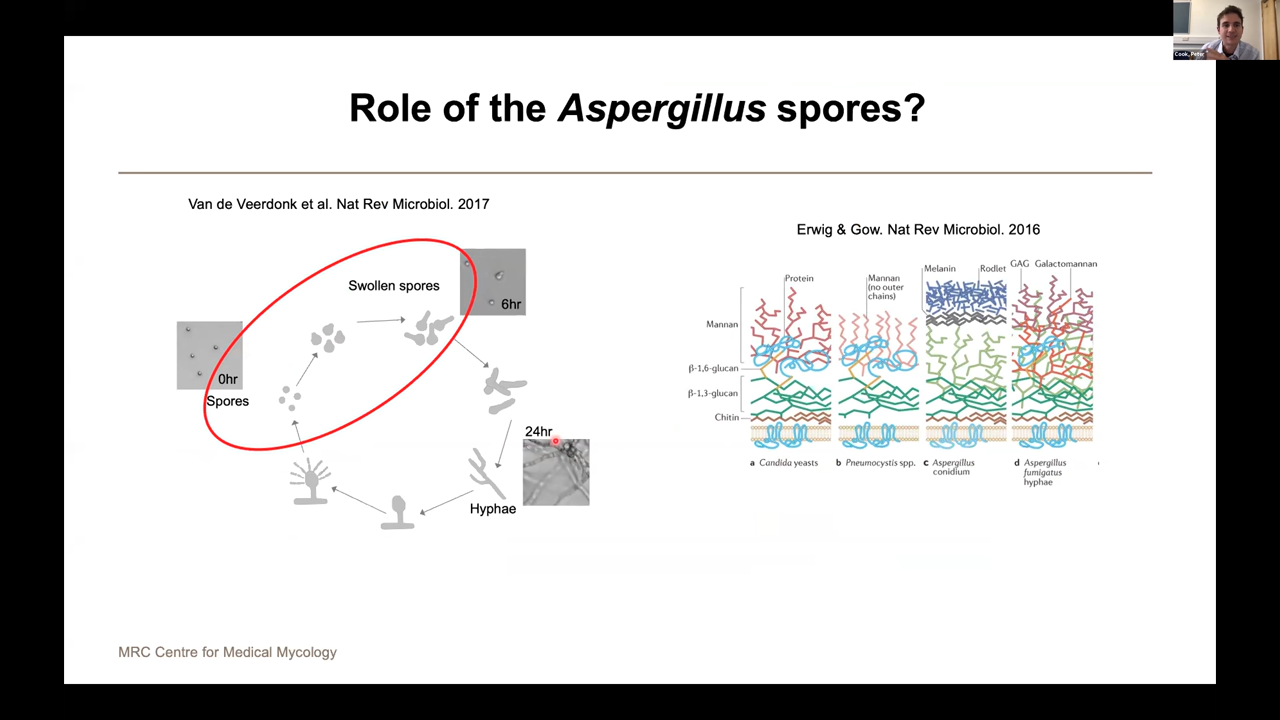 Cook, Peter
Role of the Aspergillus spores?
Van de Veerdonk et al. Nat Rev Microbiol. 2017
Swollen spores
6hr
0hr
Spores
24hr
Hyphae
Erwig & Gow. Nat Rev Microbiol. 2016
Protein
Mannan
(no outer
chains)
Melanin
Rodlet
GAG
Galactomannan
Mannan
β-1,6-glucan
β-1,3-glucan
Chitin
a Candida yeasts
b Pneumocystis spp.
c Aspergillus
conidium
d Aspergillus
fumigatus
hyphae
MRC Centre for Medical Mycology